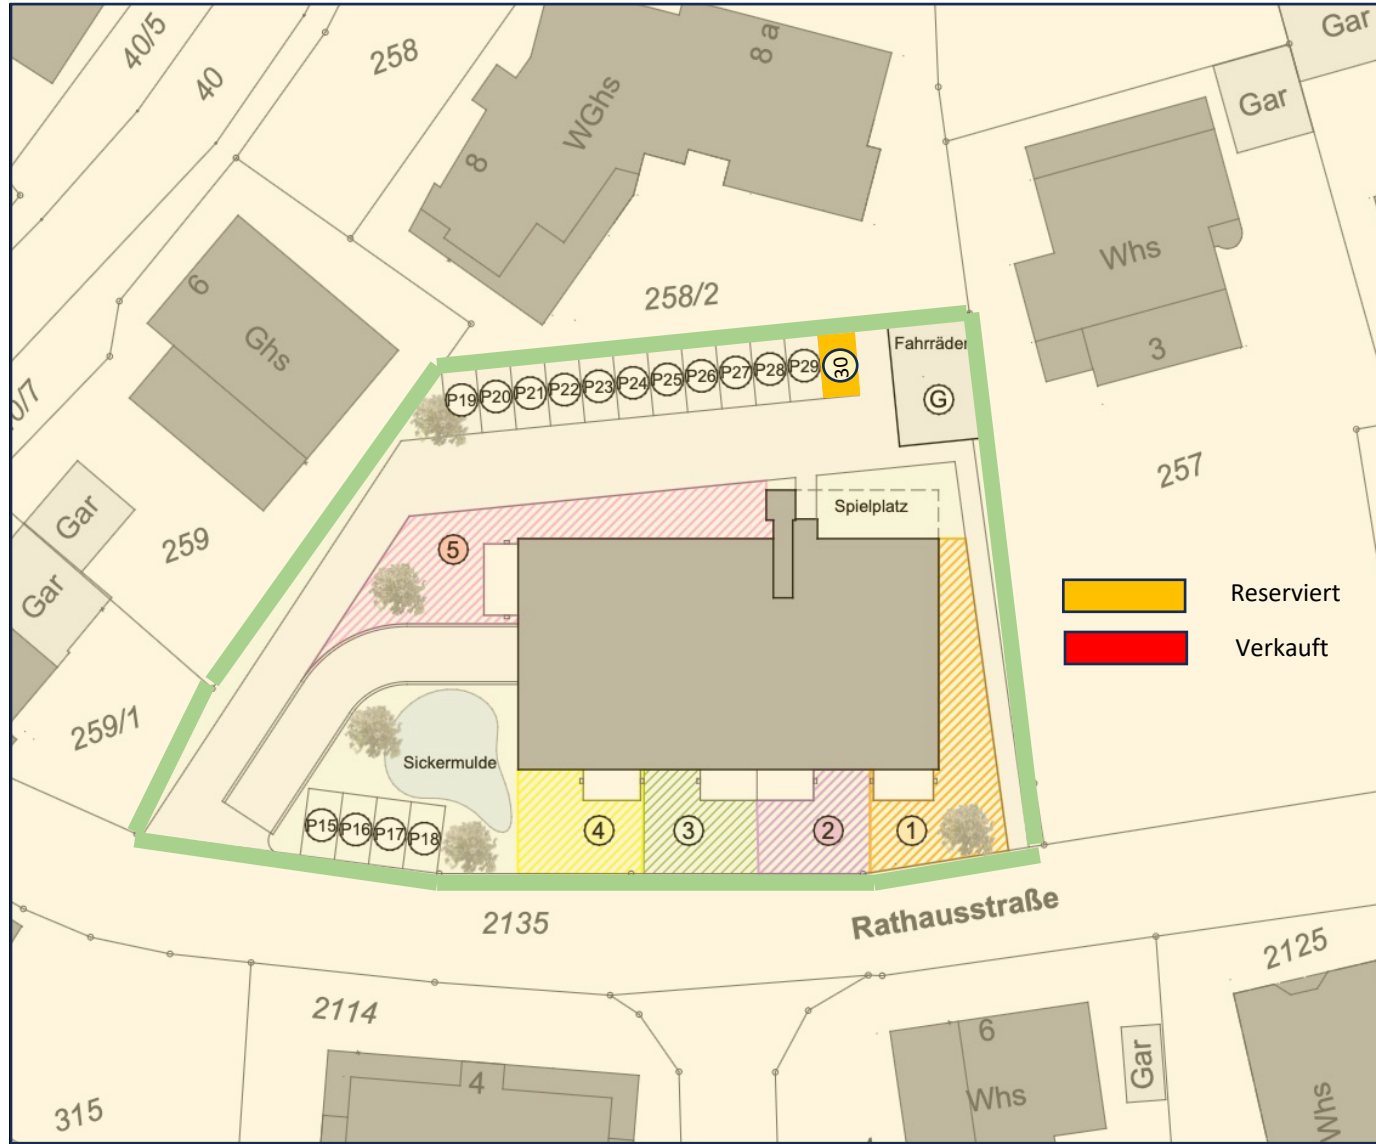 40/5
40
258
8 a
Gar
Gar
WGhs
8
Whs
3
6
Ghs
258/2
0/7
Fahrräder
P19
P20
P21
P22
P23
P24
P25
P26
P27
P28
P29
30
G
257
Gar
259
Gar
5
Spielplatz
Reserviert
Verkauft
259/1
Sickermulde
P15
P16
P17
P18
4
3
2
1
2135
Rathausstraße
2125
2114
6
4
Gar
Whs
Whs
315